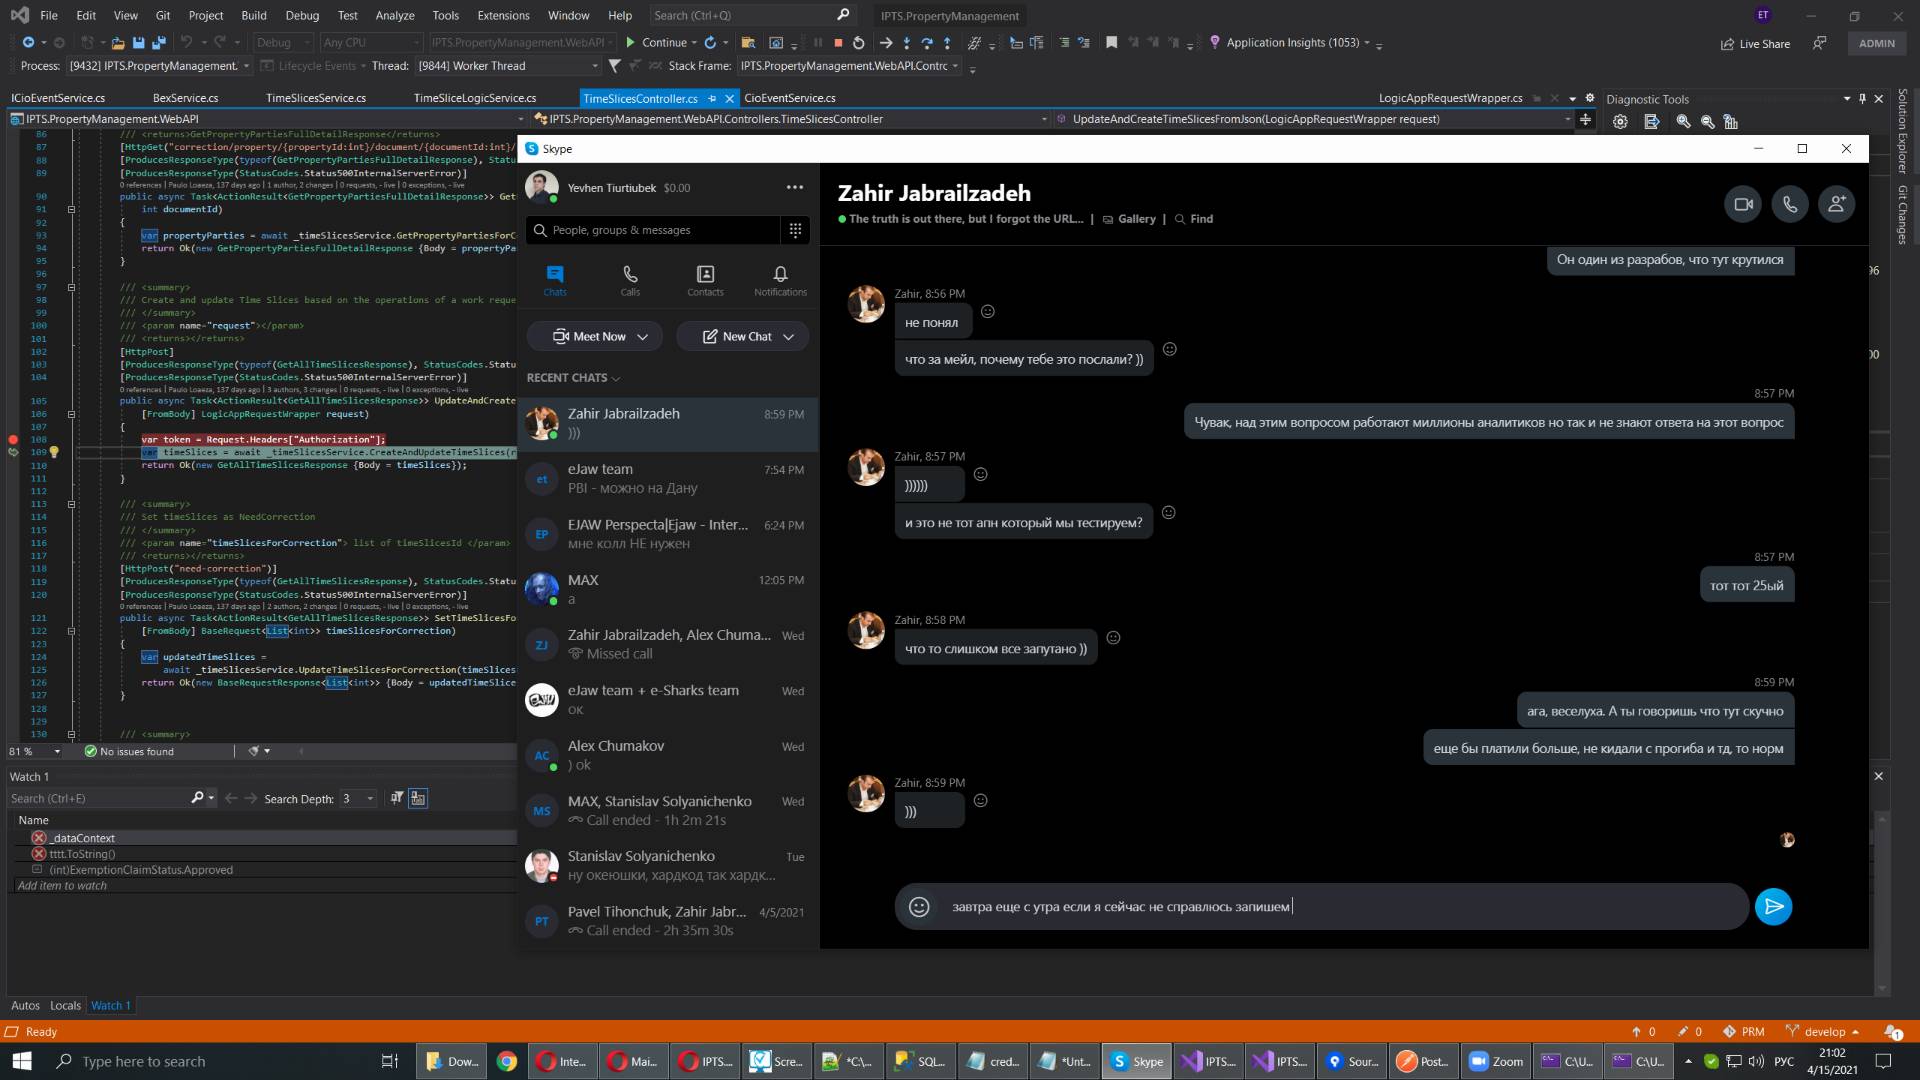 File Edit View Git Project Build Debug Test Analyze Tools Extensions Window Help Search (Ctrl+Q) IPTS.PropertyManagement ET
Debug Any CPU IPTS.PropertyManagement.WebAPI Continue Application Insights (1053) Live Share ADMIN
Process: [9432] IPTS.PropertyManagement. Lifecycle Events Thread: [9844] Worker Thread Stack Frame: IPTS.PropertyManagement.WebAPI.Contrc
ICioEventService.cs BexService.cs TimeSlicesService.cs TimeSliceLogicService.cs TimeSlicesController.cs CioEventService.cs LogicAppRequestWrapper.cs Diagnostic Tools
IPTS.PropertyManagement.WebAPI IPTS.PropertyManagement.WebAPI.Controllers.TimeSlicesController UpdateAndCreateTimeSlicesFromJson(LogicAppRequestWrapper request)
Solution Explorer
Git Changes
86 /// <returns>GetPropertyPartiesFullDetailResponse</returns>
87 [HttpGet("correction/property/{propertyId:int}/document/{documentId:int}/
88 [ProducesResponseType(typeof(GetPropertyPartiesFullDetailResponse), Statu
89 [ProducesResponseType(StatusCodes.Status500InternalServerError)]
0 references | Paulo Loaeza, 137 days ago | 1 author, 2 changes | 0 requests, - live | 0 exceptions, - live
90 public async Task<ActionResult<GetPropertyPartiesFullDetailResponse>> Get
91 int documentId)
92 {
93 var propertyParties = await _timeSlicesService.GetPropertyPartiesForC
94 return Ok(new GetPropertyPartiesFullDetailResponse {Body = propertyPa
95 }
96
97 /// <summary>
98 /// Create and update Time Slices based on the operations of a work reque
99 /// </summary>
100 /// <param name="request"></param>
101 /// <returns></returns>
102 [HttpPost]
103 [ProducesResponseType(typeof(GetAllTimeSlicesResponse), StatusCodes.Statu
104 [ProducesResponseType(StatusCodes.Status500InternalServerError)]
0 references | Paulo Loaeza, 137 days ago | 3 authors, 3 changes | 0 requests, - live | 0 exceptions, - live
105 public async Task<ActionResult<GetAllTimeSlicesResponse>> UpdateAndCreate
106 [FromBody] LogicAppRequestWrapper request)
107 {
108 var token = Request.Headers["Authorization"];
109 var timeSlices = await _timeSlicesService.CreateAndUpdateTimeSlices(r
110 return Ok(new GetAllTimeSlicesResponse {Body = timeSlices});
111 }
112
113 /// <summary>
114 /// Set timeSlices as NeedCorrection
115 /// </summary>
116 /// <param name="timeSlicesForCorrection"> list of timeSlicesId </param>
117 /// <returns></returns>
118 [HttpPost("need-correction")]
119 [ProducesResponseType(typeof(GetAllTimeSlicesResponse), StatusCodes.Statu
120 [ProducesResponseType(StatusCodes.Status500InternalServerError)]
0 references | Paulo Loaeza, 137 days ago | 2 authors, 2 changes | 0 requests, - live | 0 exceptions, - live
121 public async Task<ActionResult<GetAllTimeSlicesResponse>> SetTimeSlicesFo
122 [FromBody] BaseRequest<List<int>> timeSlicesForCorrection)
123 {
124 var updatedTimeSlices =
125 await _timeSlicesService.UpdateTimeSlicesForCorrection(timeSlices
126 return Ok(new BaseRequestResponse<List<int>> {Body = updatedTimeSlice
127 }
128
129
130 /// <summary>
81 % No issues found
Watch 1
Search (Ctrl+E) Search Depth: 3
Name
_dataContext
tttt.ToString()
(int)ExemptionClaimStatus.Approved
Add item to watch
Autos Locals Watch 1
Skype
Yevhen Tiurtiubek $0.00
People, groups & messages
Chats Calls Contacts Notifications
Meet Now New Chat
RECENT CHATS
Zahir Jabrailzadeh 8:59 PM
)))
et eJaw team 7:54 PM
PBI - можно на Дану
EP EJAW Perspecta|Ejaw - Inter... 6:24 PM
мне колл НЕ нужен
MAX 12:05 PM
а
ZJ Zahir Jabrailzadeh, Alex Chuma... Wed
Missed call
eJaw team + e-Sharks team Wed
ок
AC Alex Chumakov Wed
) ok
MS MAX, Stanislav Solyanichenko Wed
Call ended - 1h 2m 21s
Stanislav Solyanichenko Tue
ну океюшки, хардкод так хардк...
PT Pavel Tihonchuk, Zahir Jabr... 4/5/2021
Call ended - 2h 35m 30s
Zahir Jabrailzadeh
The truth is out there, but I forgot the URL... | Gallery | Find
Он один из разрабов, что тут крутился
Zahir, 8:56 PM
не понял
что за мейл, почему тебе это послали? ))
8:57 PM
Чувак, над этим вопросом работают миллионы аналитиков но так и не знают ответа на этот вопрос
Zahir, 8:57 PM
))))))
и это не тот апн который мы тестируем?
8:57 PM
тот тот 25ый
Zahir, 8:58 PM
что то слишком все запутано ))
8:59 PM
ага, веселуха. А ты говоришь что тут скучно
еще бы платили больше, не кидали с прогиба и тд, то норм
Zahir, 8:59 PM
)))
завтра еще с утра если я сейчас не справлюсь запишем
Ready 0 0 PRM develop 1
Type here to search Dow... Inte... Mai... IPTS... Scre... *C:\... SQL... cred... *Unt... Skype IPTS... IPTS... Sour... Post... Zoom C:\U... C:\U... РУС 21:02
4/15/2021